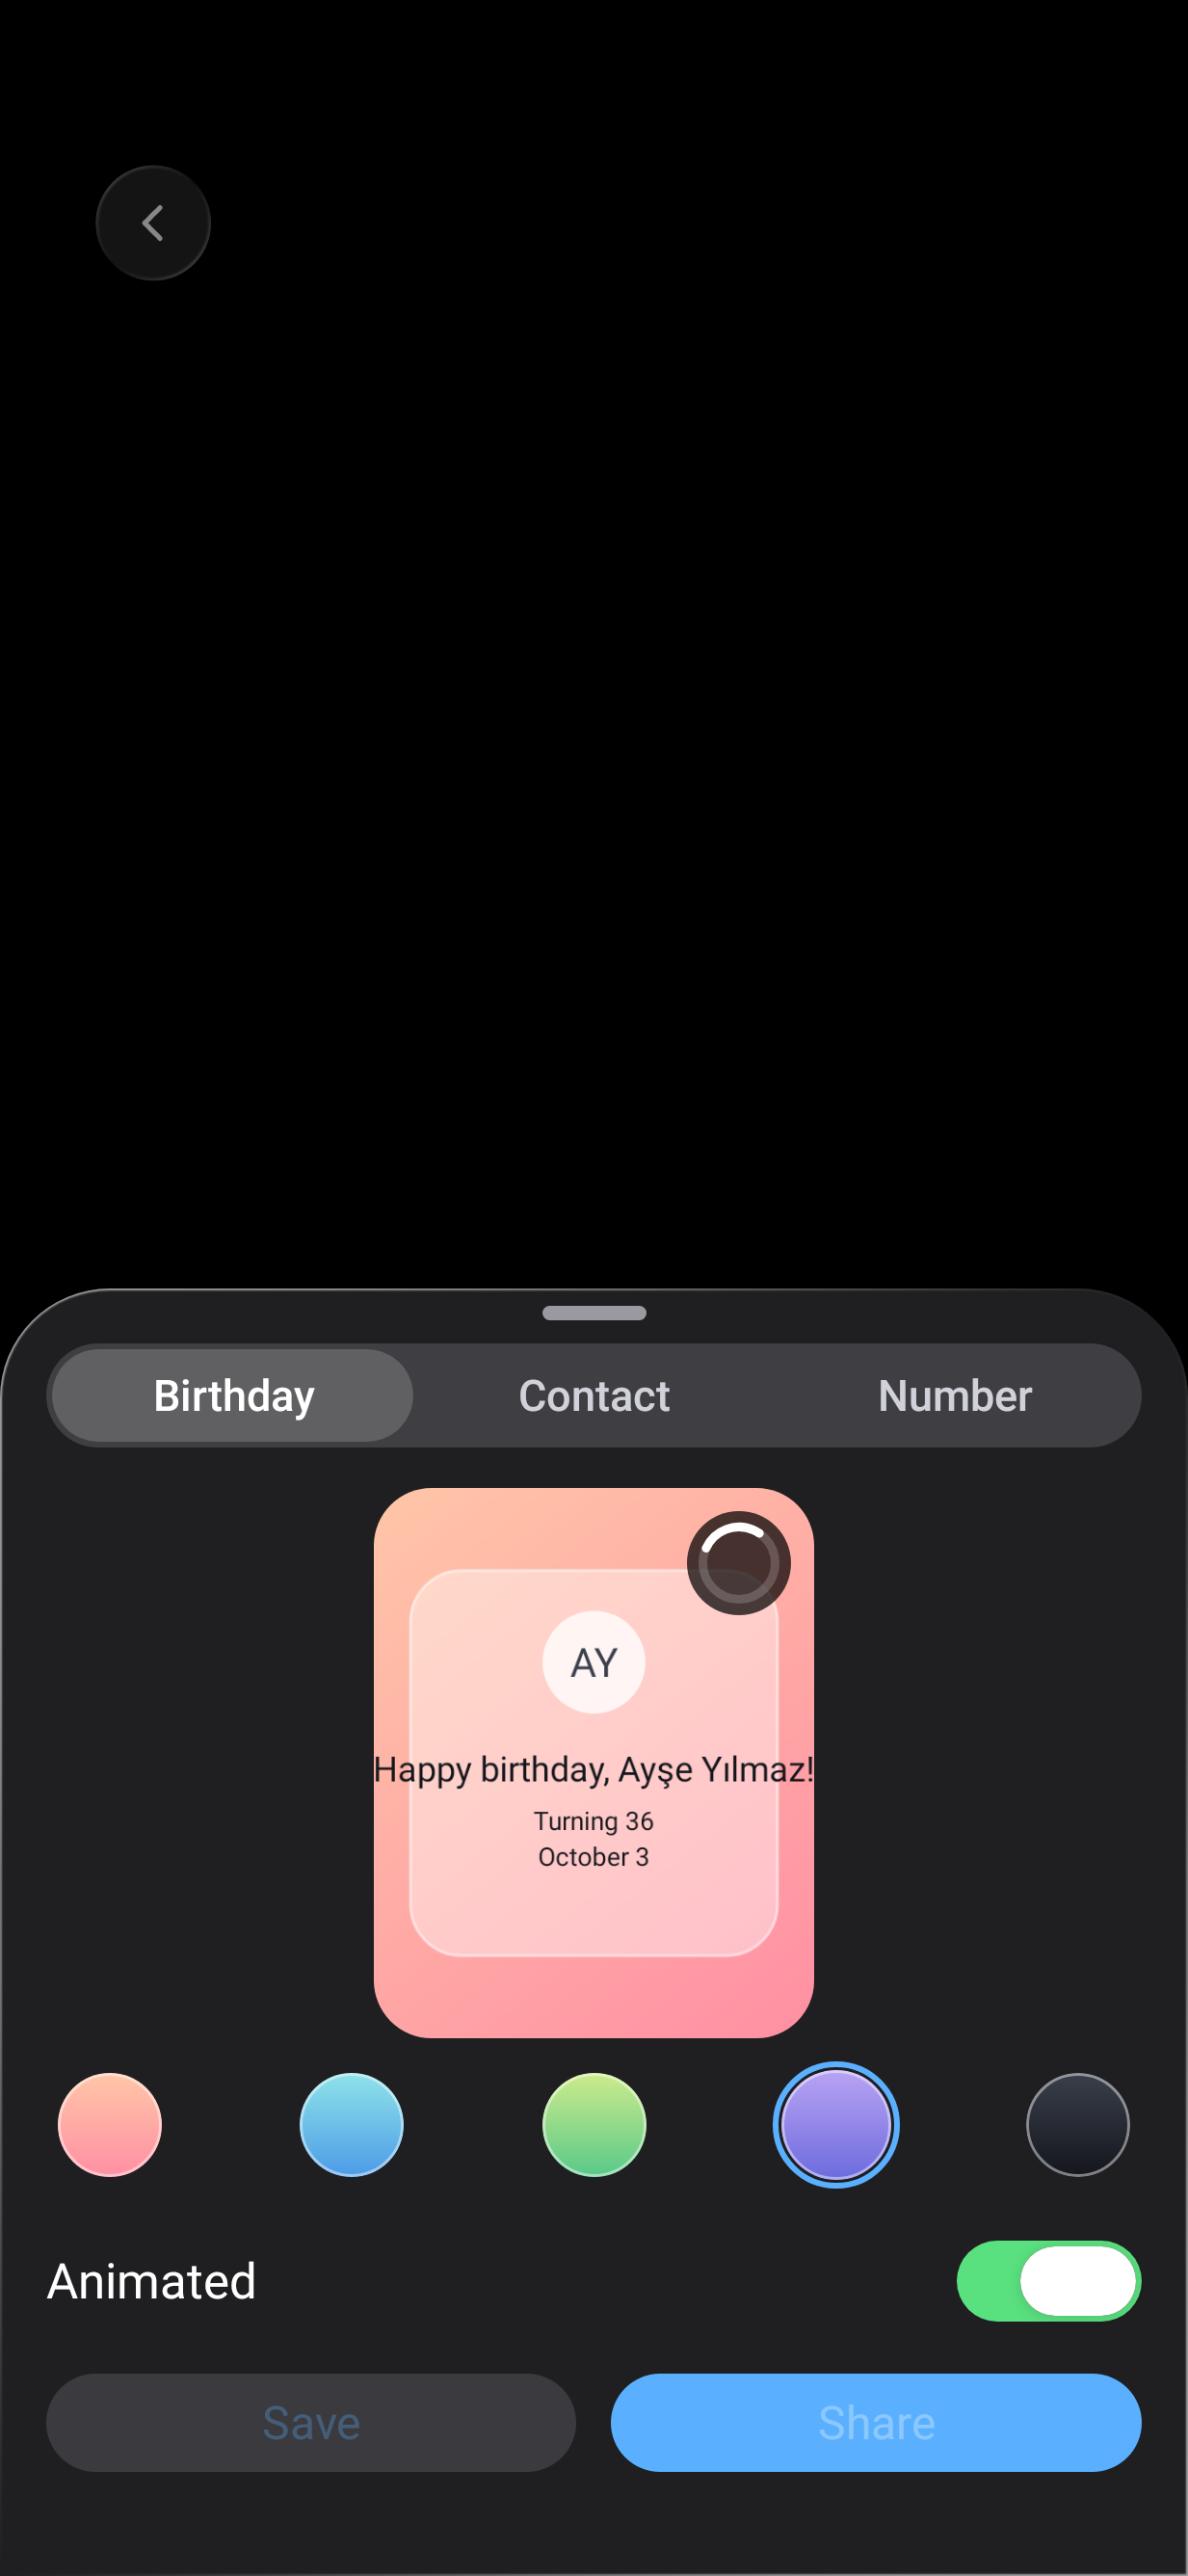 Birthday
Contact
Number
AY
Happy birthday, Ayşe Yılmaz!
Turning 36
October 3
Animated
Save
Share